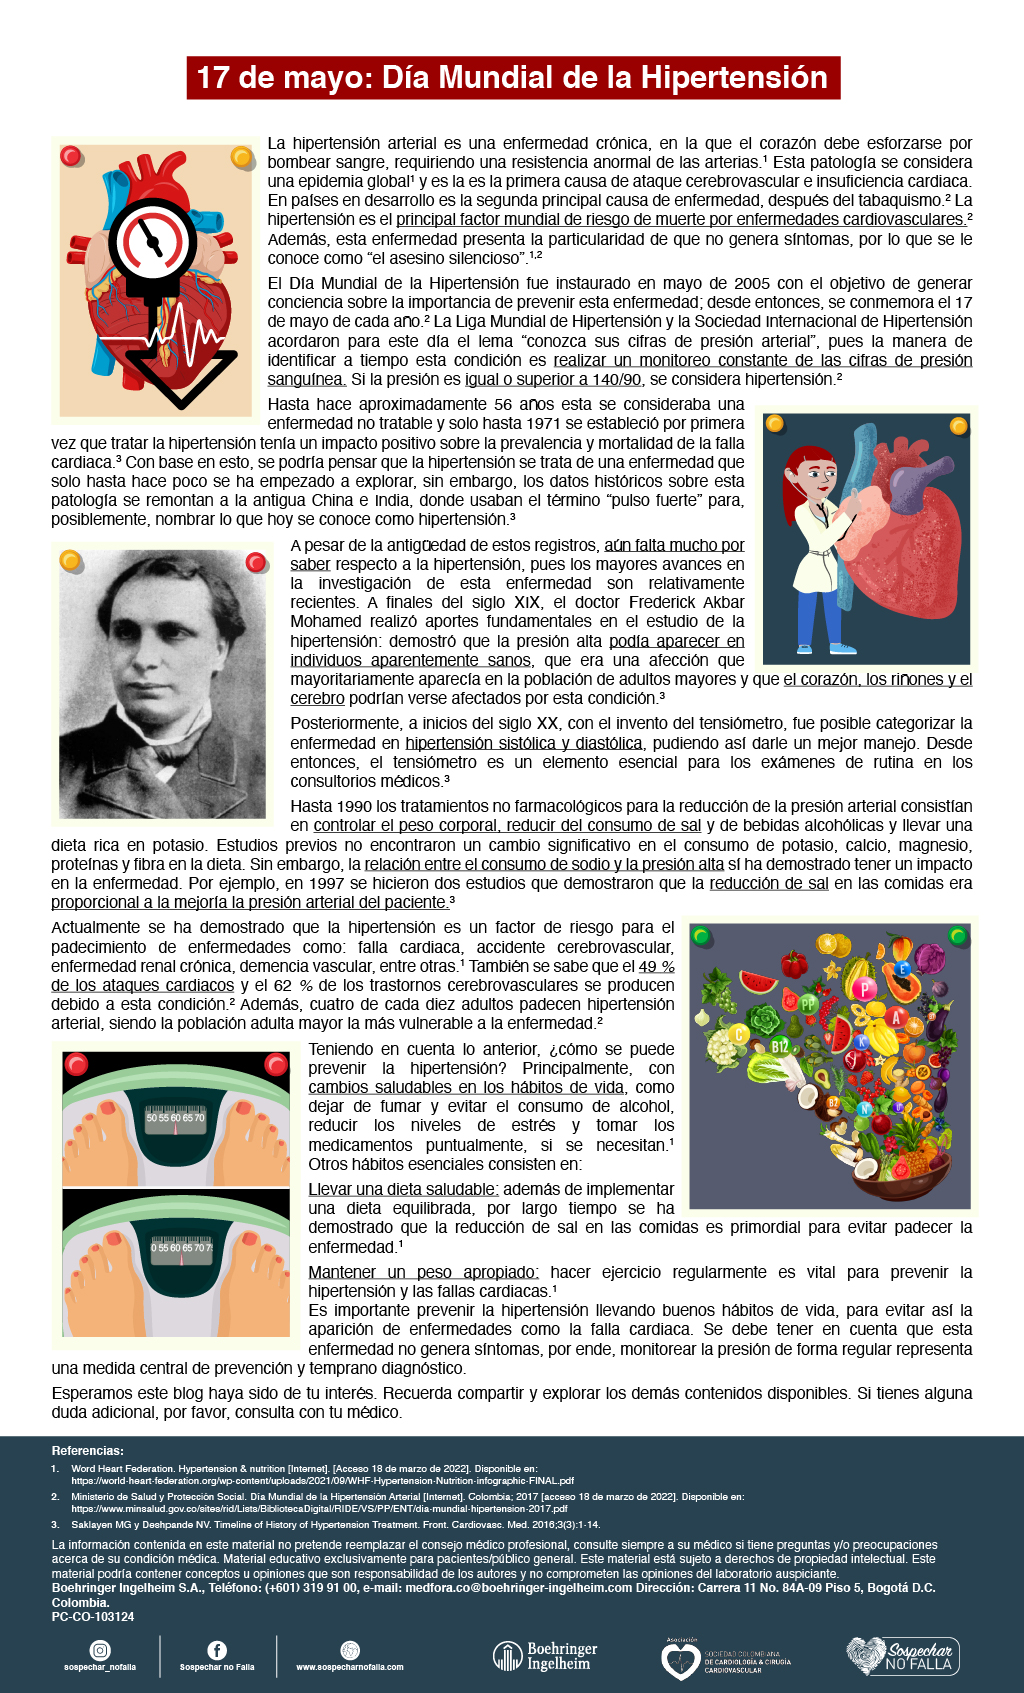 17 de mayo: Día Mundial de la Hipertensión
La hipertensión arterial es una enfermedad crónica, en la que el corazón debe esforzarse por
bombear sangre, requiriendo una resistencia anormal de las arterias.¹ Esta patología se considera
una epidemia global¹ y es la es la primera causa de ataque cerebrovascular e insuficiencia cardiaca.
En países en desarrollo es la segunda principal causa de enfermedad, después del tabaquismo.² La
hipertensión es el principal factor mundial de riesgo de muerte por enfermedades cardiovasculares.²
Además, esta enfermedad presenta la particularidad de que no genera síntomas, por lo que se le
conoce como “el asesino silencioso”.¹,²
El Día Mundial de la Hipertensión fue instaurado en mayo de 2005 con el objetivo de generar
conciencia sobre la importancia de prevenir esta enfermedad; desde entonces, se conmemora el 17
de mayo de cada año.² La Liga Mundial de Hipertensión y la Sociedad Internacional de Hipertensión
acordaron para este día el lema “conozca sus cifras de presión arterial”, pues la manera de
identificar a tiempo esta condición es realizar un monitoreo constante de las cifras de presión
sanguínea. Si la presión es igual o superior a 140/90, se considera hipertensión.²
Hasta hace aproximadamente 56 años esta se consideraba una
enfermedad no tratable y solo hasta 1971 se estableció por primera
vez que tratar la hipertensión tenía un impacto positivo sobre la prevalencia y mortalidad de la falla
cardiaca.³ Con base en esto, se podría pensar que la hipertensión se trata de una enfermedad que
solo hasta hace poco se ha empezado a explorar, sin embargo, los datos históricos sobre esta
patología se remontan a la antigua China e India, donde usaban el término “pulso fuerte” para,
posiblemente, nombrar lo que hoy se conoce como hipertensión.³
A pesar de la antigüedad de estos registros, aún falta mucho por
saber respecto a la hipertensión, pues los mayores avances en
la investigación de esta enfermedad son relativamente
recientes. A finales del siglo XIX, el doctor Frederick Akbar
Mohamed realizó aportes fundamentales en el estudio de la
hipertensión: demostró que la presión alta podía aparecer en
individuos aparentemente sanos, que era una afección que
mayoritariamente aparecía en la población de adultos mayores y que el corazón, los riñones y el
cerebro podrían verse afectados por esta condición.³
Posteriormente, a inicios del siglo XX, con el invento del tensiómetro, fue posible categorizar la
enfermedad en hipertensión sistólica y diastólica, pudiendo así darle un mejor manejo. Desde
entonces, el tensiómetro es un elemento esencial para los exámenes de rutina en los
consultorios médicos.³
Hasta 1990 los tratamientos no farmacológicos para la reducción de la presión arterial consistían
en controlar el peso corporal, reducir del consumo de sal y de bebidas alcohólicas y llevar una
dieta rica en potasio. Estudios previos no encontraron un cambio significativo en el consumo de potasio, calcio, magnesio,
proteínas y fibra en la dieta. Sin embargo, la relación entre el consumo de sodio y la presión alta sí ha demostrado tener un impacto
en la enfermedad. Por ejemplo, en 1997 se hicieron dos estudios que demostraron que la reducción de sal en las comidas era
proporcional a la mejoría la presión arterial del paciente.³
Actualmente se ha demostrado que la hipertensión es un factor de riesgo para el
padecimiento de enfermedades como: falla cardiaca, accidente cerebrovascular,
enfermedad renal crónica, demencia vascular, entre otras.¹ También se sabe que el 49 %
de los ataques cardiacos y el 62 % de los trastornos cerebrovasculares se producen
debido a esta condición.² Además, cuatro de cada diez adultos padecen hipertensión
arterial, siendo la población adulta mayor la más vulnerable a la enfermedad.²
E
P
PP
A
C
K
B12
B2
N
50 55 60 65 70
0 55 60 65 70 75
Teniendo en cuenta lo anterior, ¿cómo se puede
prevenir la hipertensión? Principalmente, con
cambios saludables en los hábitos de vida, como
dejar de fumar y evitar el consumo de alcohol,
reducir los niveles de estrés y tomar los
medicamentos puntualmente, si se necesitan.¹
Otros hábitos esenciales consisten en:
Llevar una dieta saludable: además de implementar
una dieta equilibrada, por largo tiempo se ha
demostrado que la reducción de sal en las comidas es primordial para evitar padecer la
enfermedad.¹
Mantener un peso apropiado: hacer ejercicio regularmente es vital para prevenir la
hipertensión y las fallas cardiacas.¹
Es importante prevenir la hipertensión llevando buenos hábitos de vida, para evitar así la
aparición de enfermedades como la falla cardiaca. Se debe tener en cuenta que esta
enfermedad no genera síntomas, por ende, monitorear la presión de forma regular representa
una medida central de prevención y temprano diagnóstico.
Esperamos este blog haya sido de tu interés. Recuerda compartir y explorar los demás contenidos disponibles. Si tienes alguna
duda adicional, por favor, consulta con tu médico.
Referencias:
1. Word Heart Federation. Hypertension & nutrition [Internet]. [Acceso 18 de marzo de 2022]. Disponible en:
https://world-heart-federation.org/wp-content/uploads/2021/09/WHF-Hypertension-Nutrition-infographic-FINAL.pdf
2. Ministerio de Salud y Protección Social. Día Mundial de la Hipertensión Arterial [Internet]. Colombia; 2017 [acceso 18 de marzo de 2022]. Disponible en:
https://www.minsalud.gov.co/sites/rid/Lists/BibliotecaDigital/RIDE/VS/PP/ENT/dia-mundial-hipertension-2017.pdf
3. Saklayen MG y Deshpande NV. Timeline of History of Hypertension Treatment. Front. Cardiovasc. Med. 2016;3(3):1-14.
La información contenida en este material no pretende reemplazar el consejo médico profesional, consulte siempre a su médico si tiene preguntas y/o preocupaciones
acerca de su condición médica. Material educativo exclusivamente para pacientes/público general. Este material está sujeto a derechos de propiedad intelectual. Este
material podría contener conceptos u opiniones que son responsabilidad de los autores y no comprometen las opiniones del laboratorio auspiciante.
Boehringer Ingelheim S.A., Teléfono: (+601) 319 91 00, e-mail: medfora.co@boehringer-ingelheim.com Dirección: Carrera 11 No. 84A-09 Piso 5, Bogotá D.C.
Colombia.
PC-CO-103124
sospechar_nofalla
Sospechar no Falla
www.sospecharnofalla.com
Boehringer
Ingelheim
Asociación
SOCIEDAD COLOMBIANA
DE CARDIOLOGÍA & CIRUGÍA
CARDIOVASCULAR
Sospechar
NO FALLA